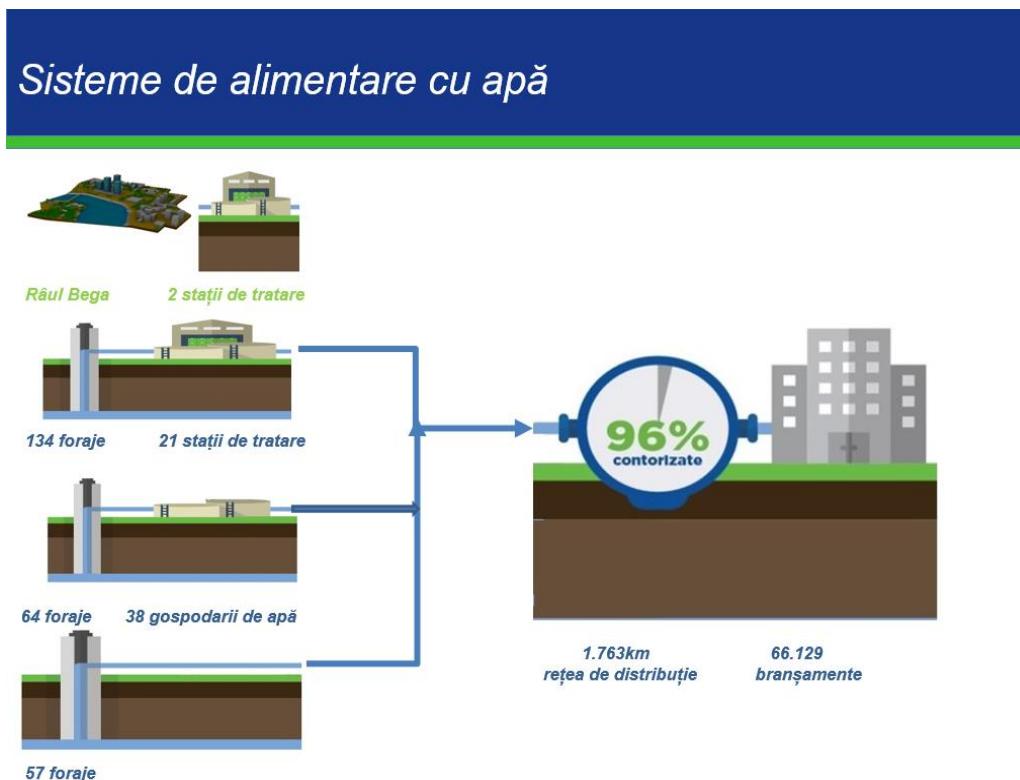 Sisteme de alimentare cu apă
Râul Bega
2 stații de tratare
134 foraje
21 stații de tratare
64 foraje
38 gospodarii de apă
57 foraje
96%
contorizate
1.763km
rețea de distribuție
66.129
branșamente